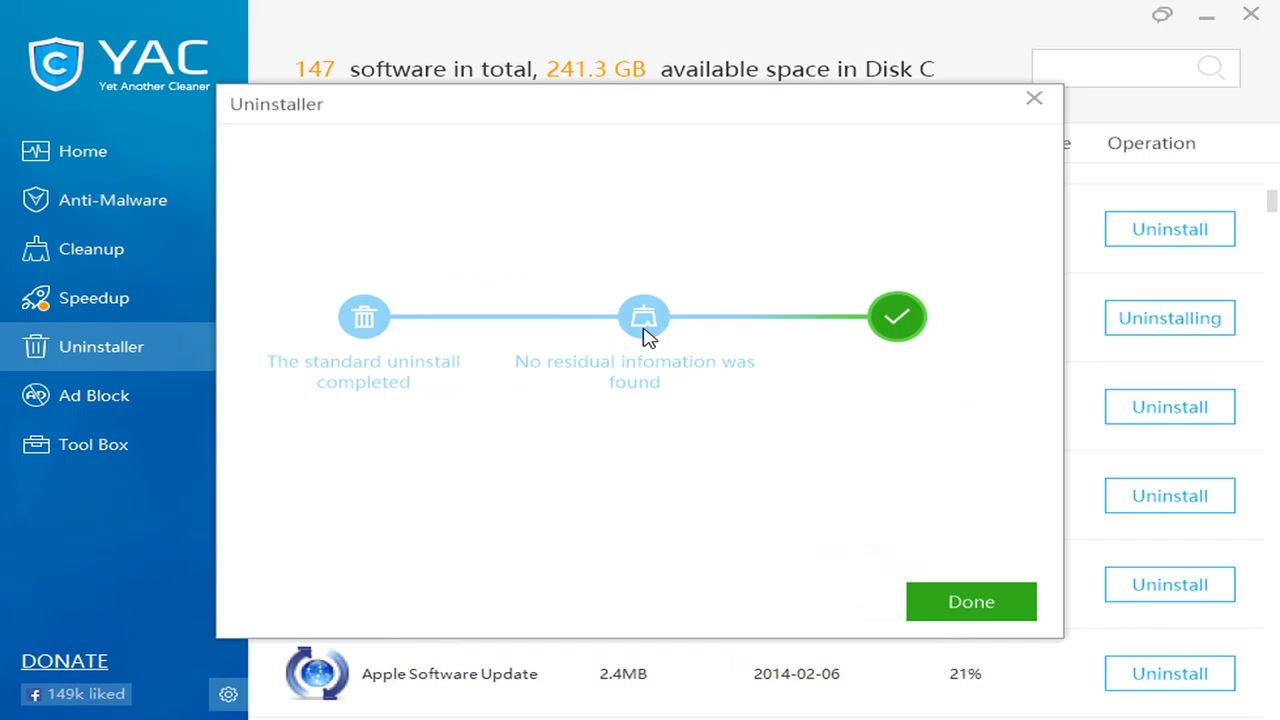 YAC
Yet Another Cleaner
147 software in total, 241.3 GB available space in Disk C
Uninstaller
Home
Anti-Malware
Cleanup
Speedup
Uninstaller
Ad Block
Tool Box
e Operation
Uninstall
Uninstalling
Uninstall
Uninstall
Uninstall
The standard uninstall
completed
No residual infomation was
found
Done
Apple Software Update 2.4MB 2014-02-06 21% Uninstall
DONATE
149k liked